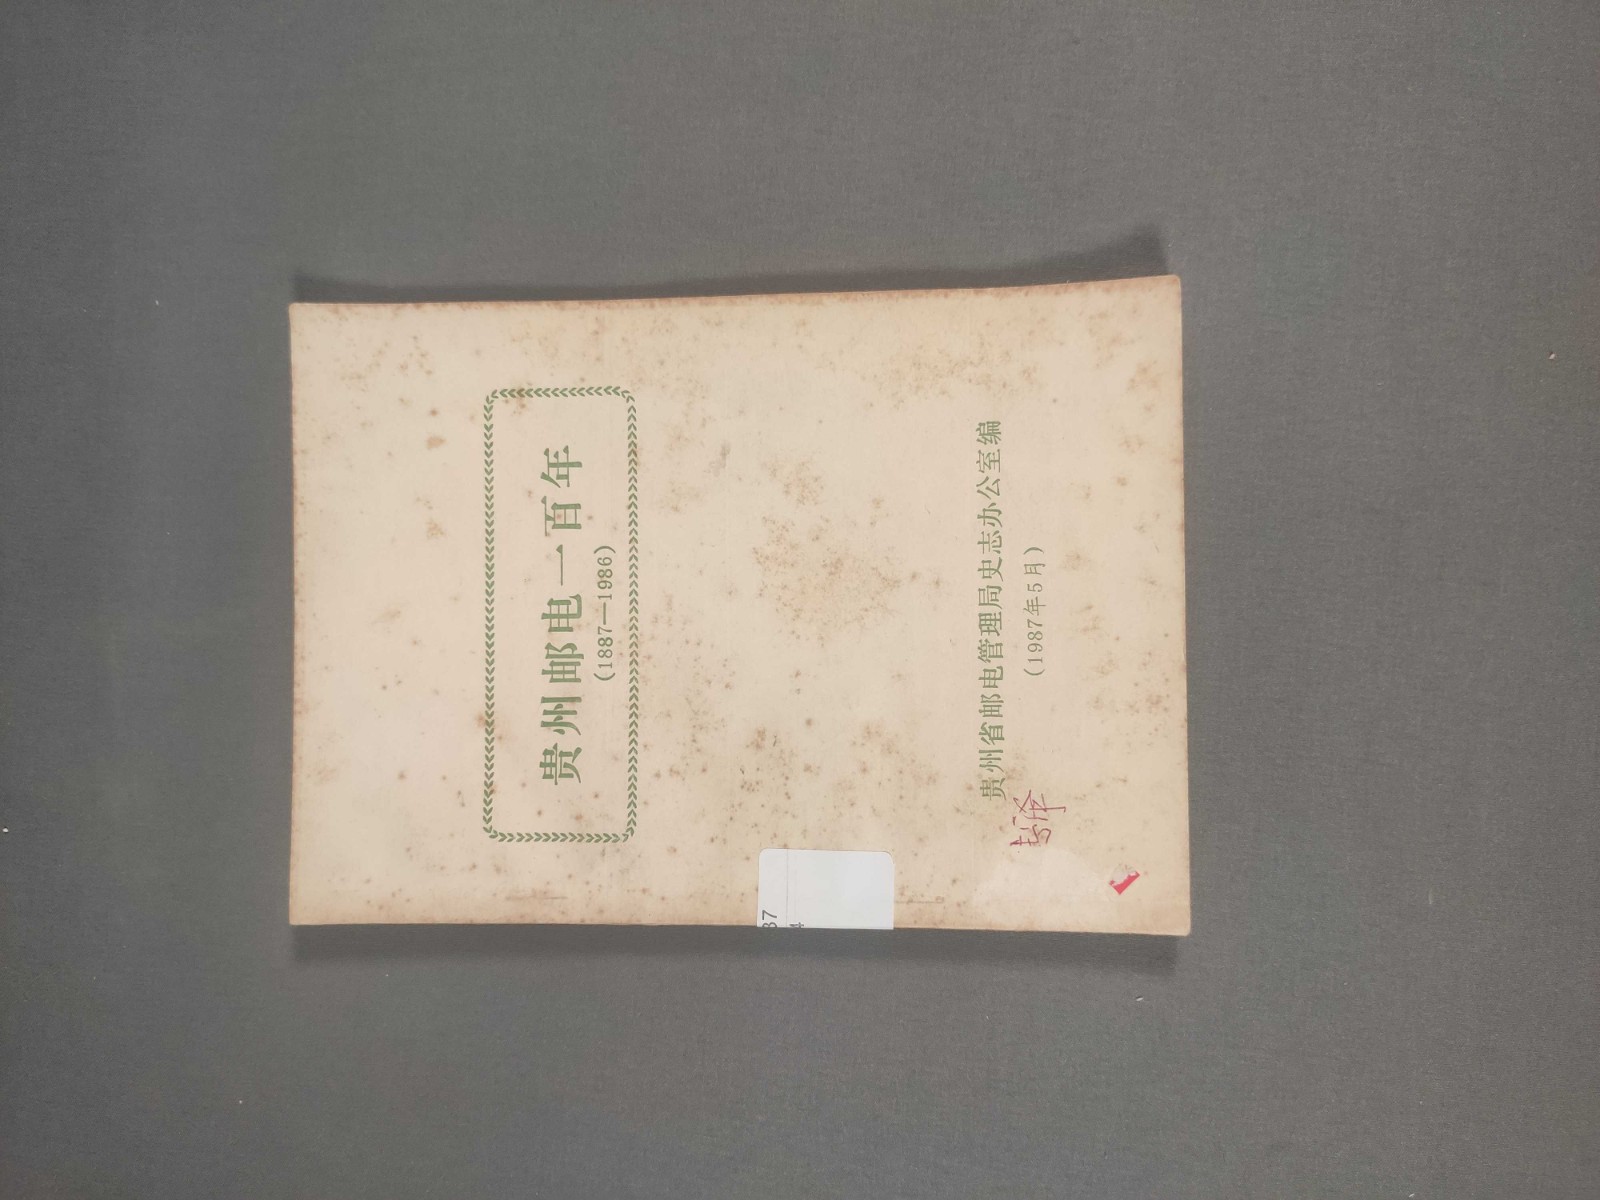 贵州邮电一百年
(1887—1986)
贵州省邮电管理局史志办公室编
(1987年5月)